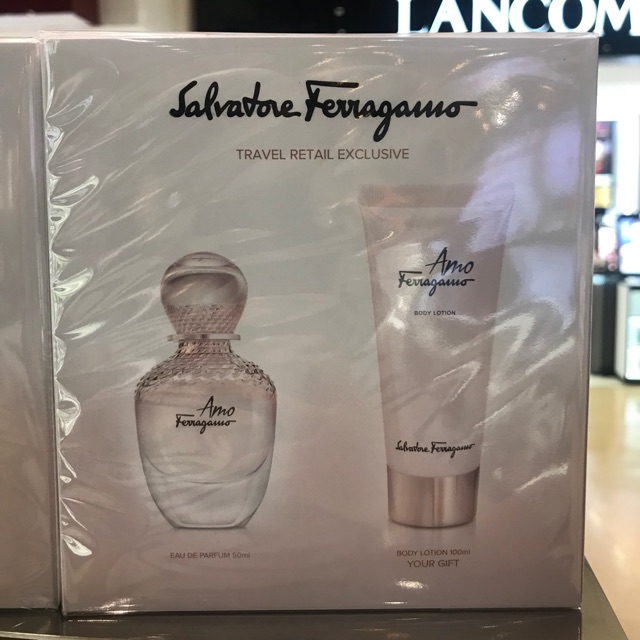 LANCOM
Salvatore Ferragamo
TRAVEL RETAIL EXCLUSIVE
Amo
Ferragamo
BODY LOTION
Salvatore Ferragamo
Amo
Ferragamo
EAU DE PARFUM 50ml
BODY LOTION 100ml
YOUR GIFT